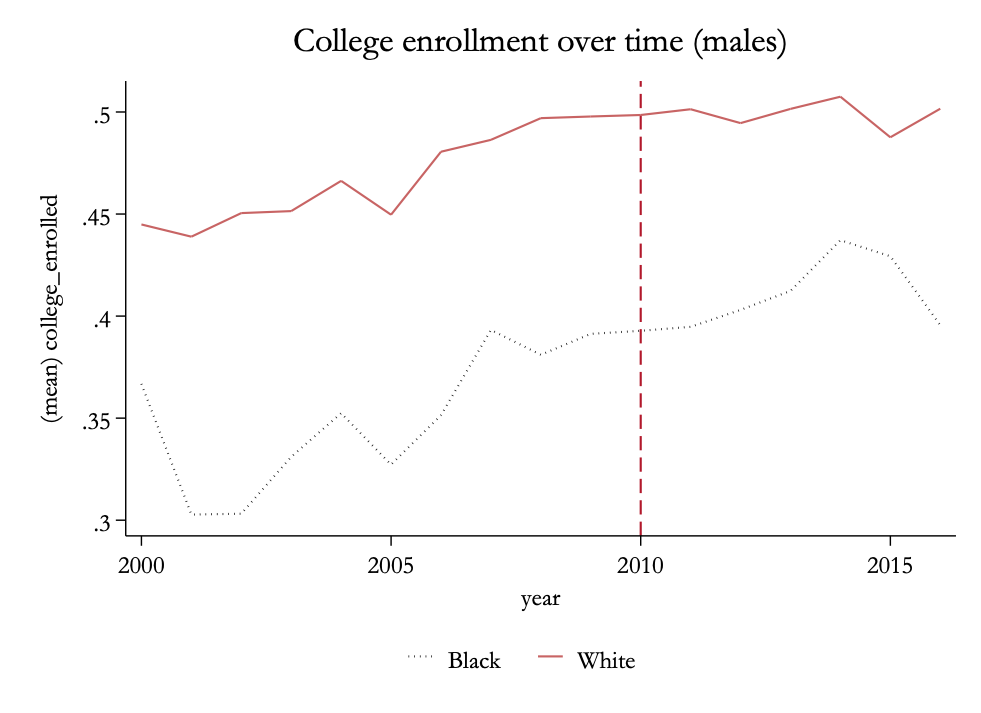 College enrollment over time (males)
(mean) college_enrolled
.5
.45
.4
.35
.3
2000 2005 2010 2015
year
Black White